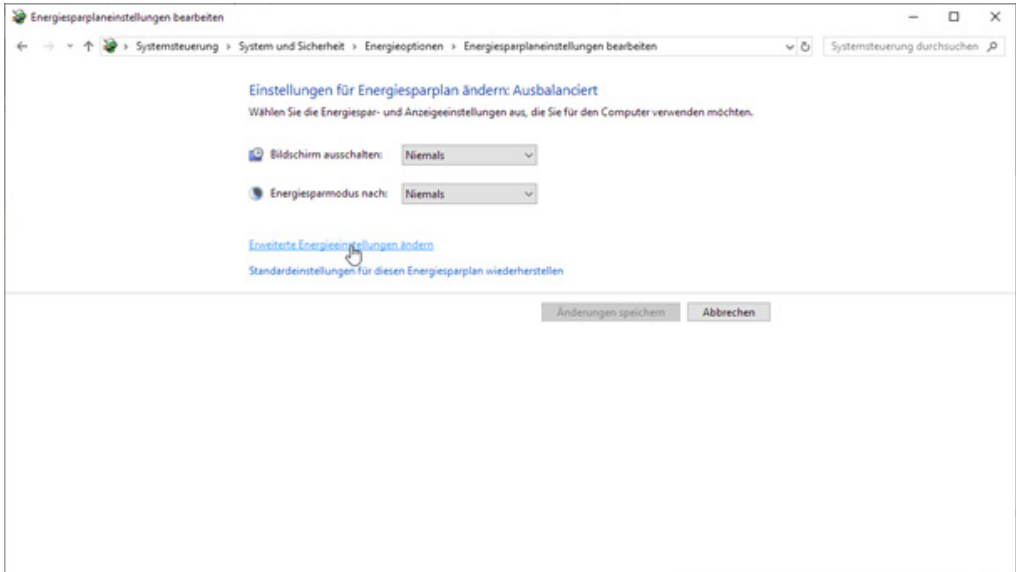 Energiesparplaneinstellungen bearbeiten
Systemsteuerung > System und Sicherheit > Energieoptionen > Energiesparplaneinstellungen bearbeiten
Systemsteuerung durchsuchen
Einstellungen für Energiesparplan ändern: Ausbalanciert
Wählen Sie die Energiespar- und Anzeigeeinstellungen aus, die Sie für den Computer verwenden möchten.
Bildschirm ausschalten: Niemals
Energiesparmodus nach: Niemals
Erweiterte Energieeinstellungen ändern
Standardeinstellungen für diesen Energiesparplan wiederherstellen
Änderungen speichern Abbrechen